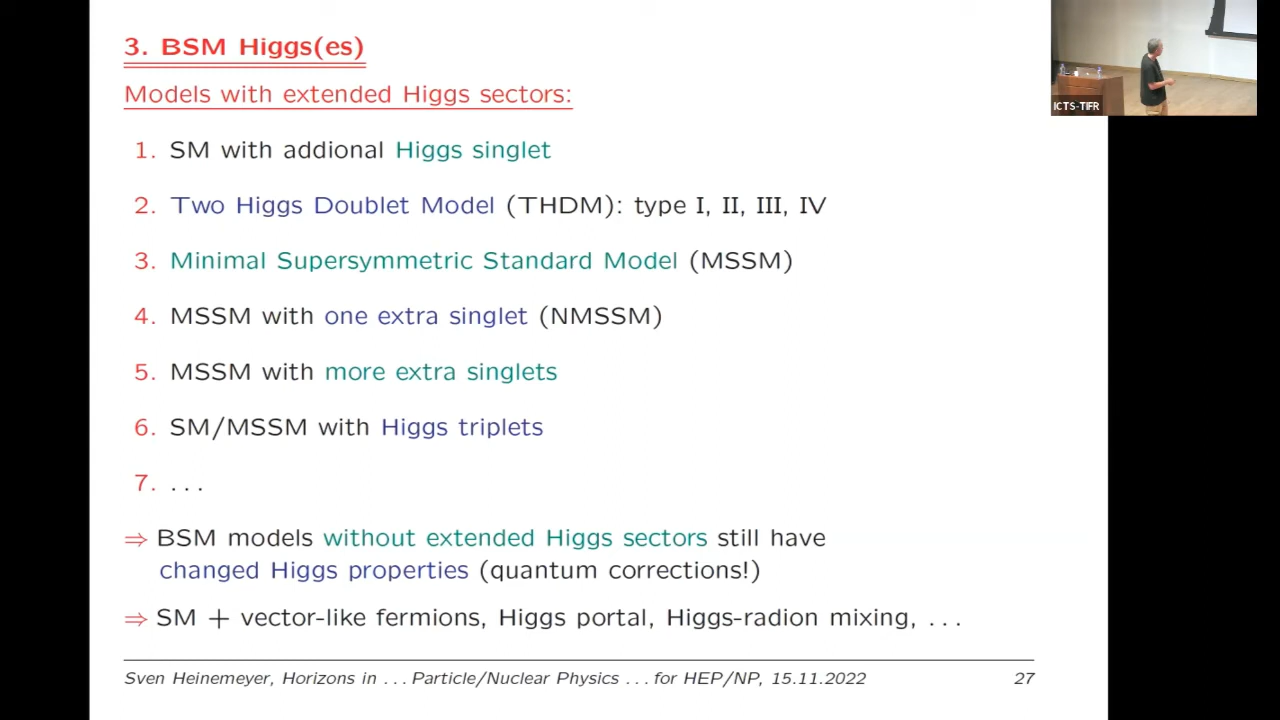 3. BSM Higgs(es)
Models with extended Higgs sectors:
1. SM with addional Higgs singlet
2. Two Higgs Doublet Model (THDM): type I, II, III, IV
3. Minimal Supersymmetric Standard Model (MSSM)
4. MSSM with one extra singlet (NMSSM)
5. MSSM with more extra singlets
6. SM/MSSM with Higgs triplets
7. . . .
⇒ BSM models without extended Higgs sectors still have
changed Higgs properties (quantum corrections!)
⇒ SM + vector-like fermions, Higgs portal, Higgs-radion mixing, . . .
Sven Heinemeyer, Horizons in . . . Particle/Nuclear Physics . . . for HEP/NP, 15.11.2022 27
ICTS-TIFR